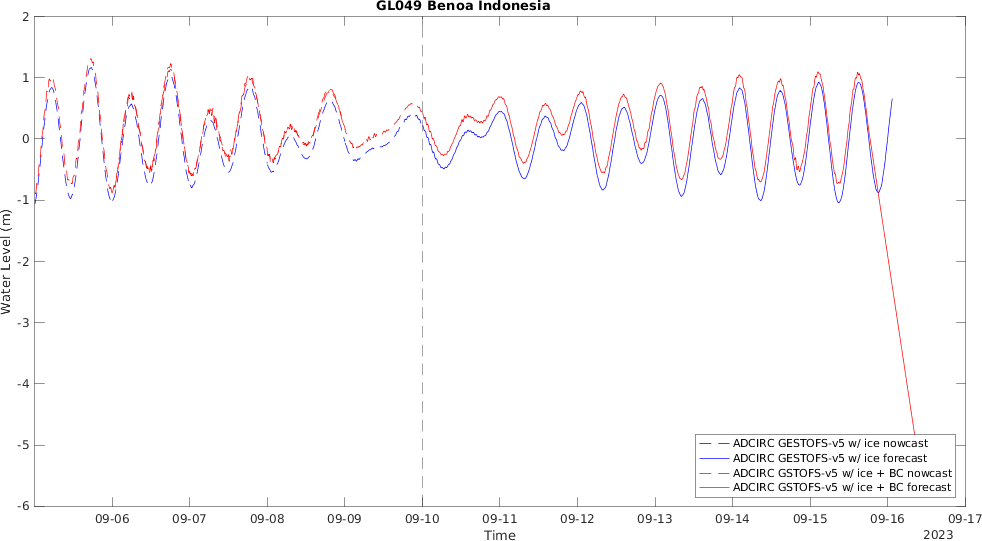 GL049 Benoa Indonesia
2
1
0
-1
-2
-3
-4
-5
-6
Water Level (m)
ADCIRC GESTOFS-v5 w/ ice nowcast
ADCIRC GESTOFS-v5 w/ ice forecast
ADCIRC GSTOFS-v5 w/ ice + BC nowcast
ADCIRC GSTOFS-v5 w/ ice + BC forecast
09-06 09-07 09-08 09-09 09-10 09-11 09-12 09-13 09-14 09-15 09-16 09-17
Time
2023